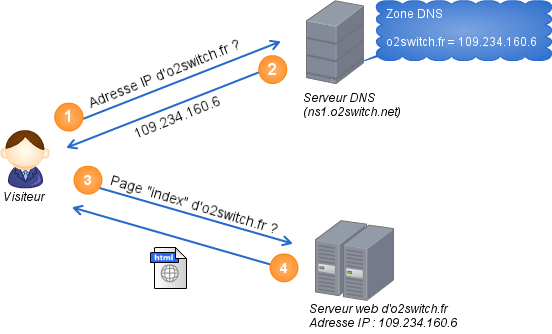 Zone DNS
o2switch.fr = 109.234.160.6
Adresse IP d'o2switch.fr ?
2
1
109.234.160.6
Serveur DNS
(ns1.o2switch.net)
Visiteur
3
Page "index" d'o2switch.fr ?
html
4
Serveur web d'o2switch.fr
Adresse IP : 109.234.160.6